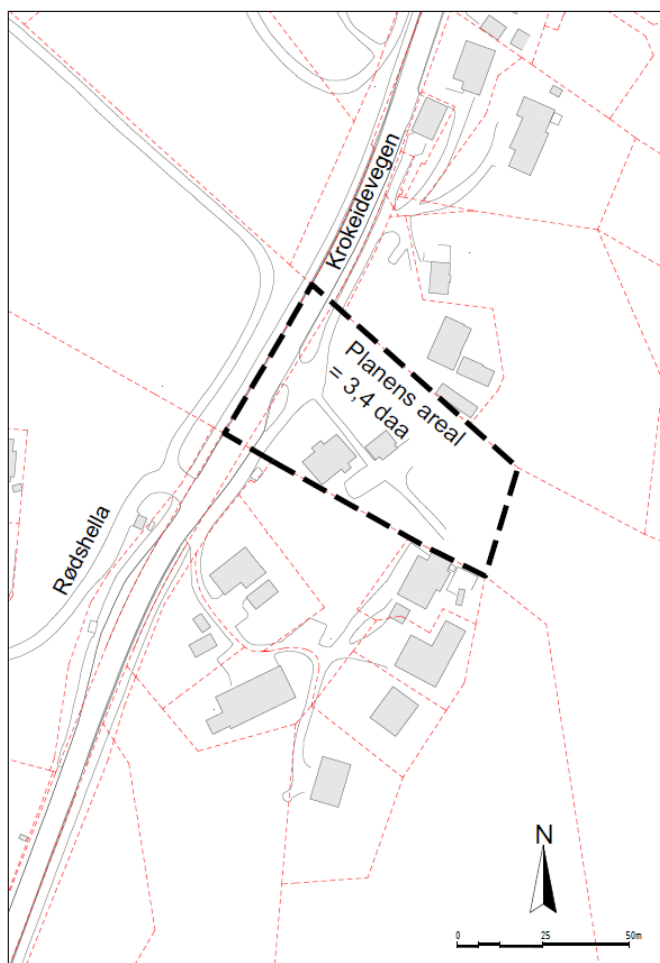 Krokeidevegen
Planens areal
= 3,4 daa
Rødshella
N
0 25 50m